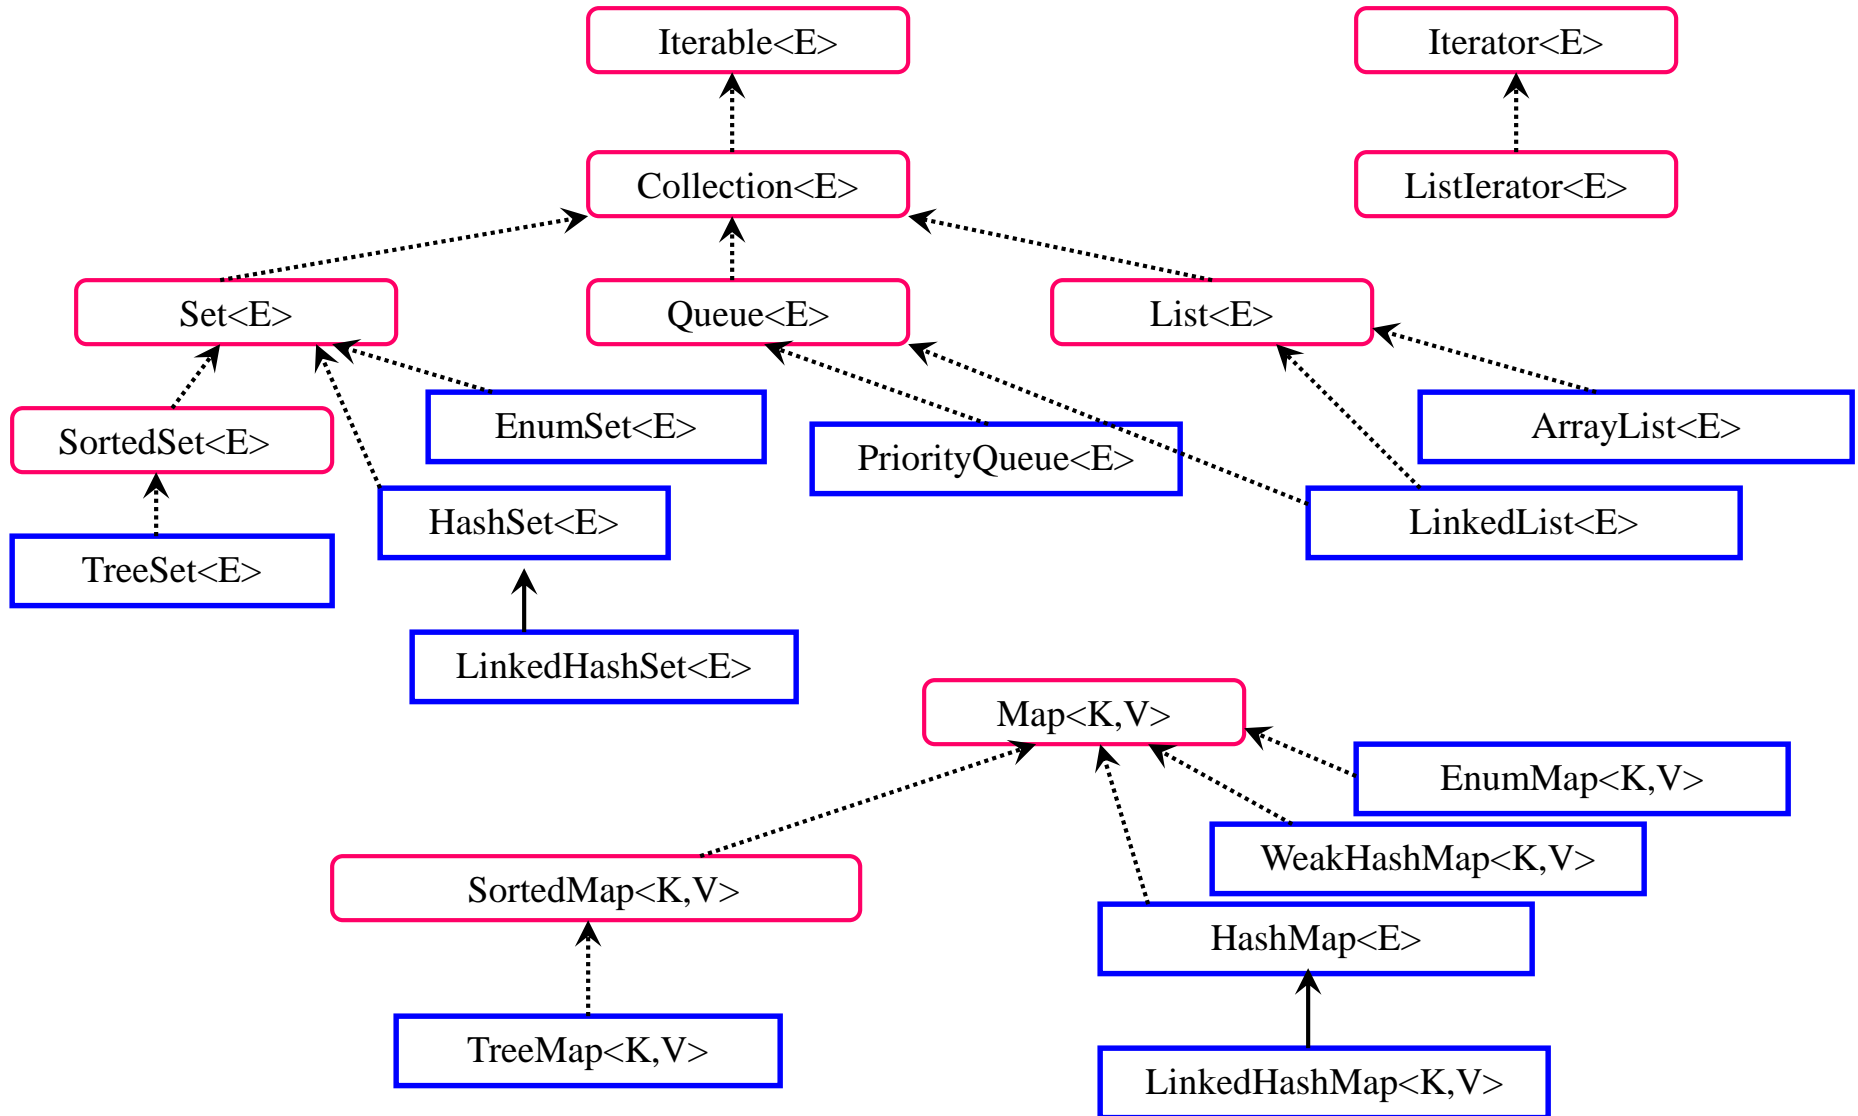 Iterable<E>
Iterator<E>
Collection<E>
ListIerator<E>
Set<E>
Queue<E>
List<E>
EnumSet<E>
ArrayList<E>
SortedSet<E>
PriorityQueue<E>
HashSet<E>
LinkedList<E>
TreeSet<E>
LinkedHashSet<E>
Map<K,V>
EnumMap<K,V>
WeakHashMap<K,V>
SortedMap<K,V>
HashMap<E>
TreeMap<K,V>
LinkedHashMap<K,V>